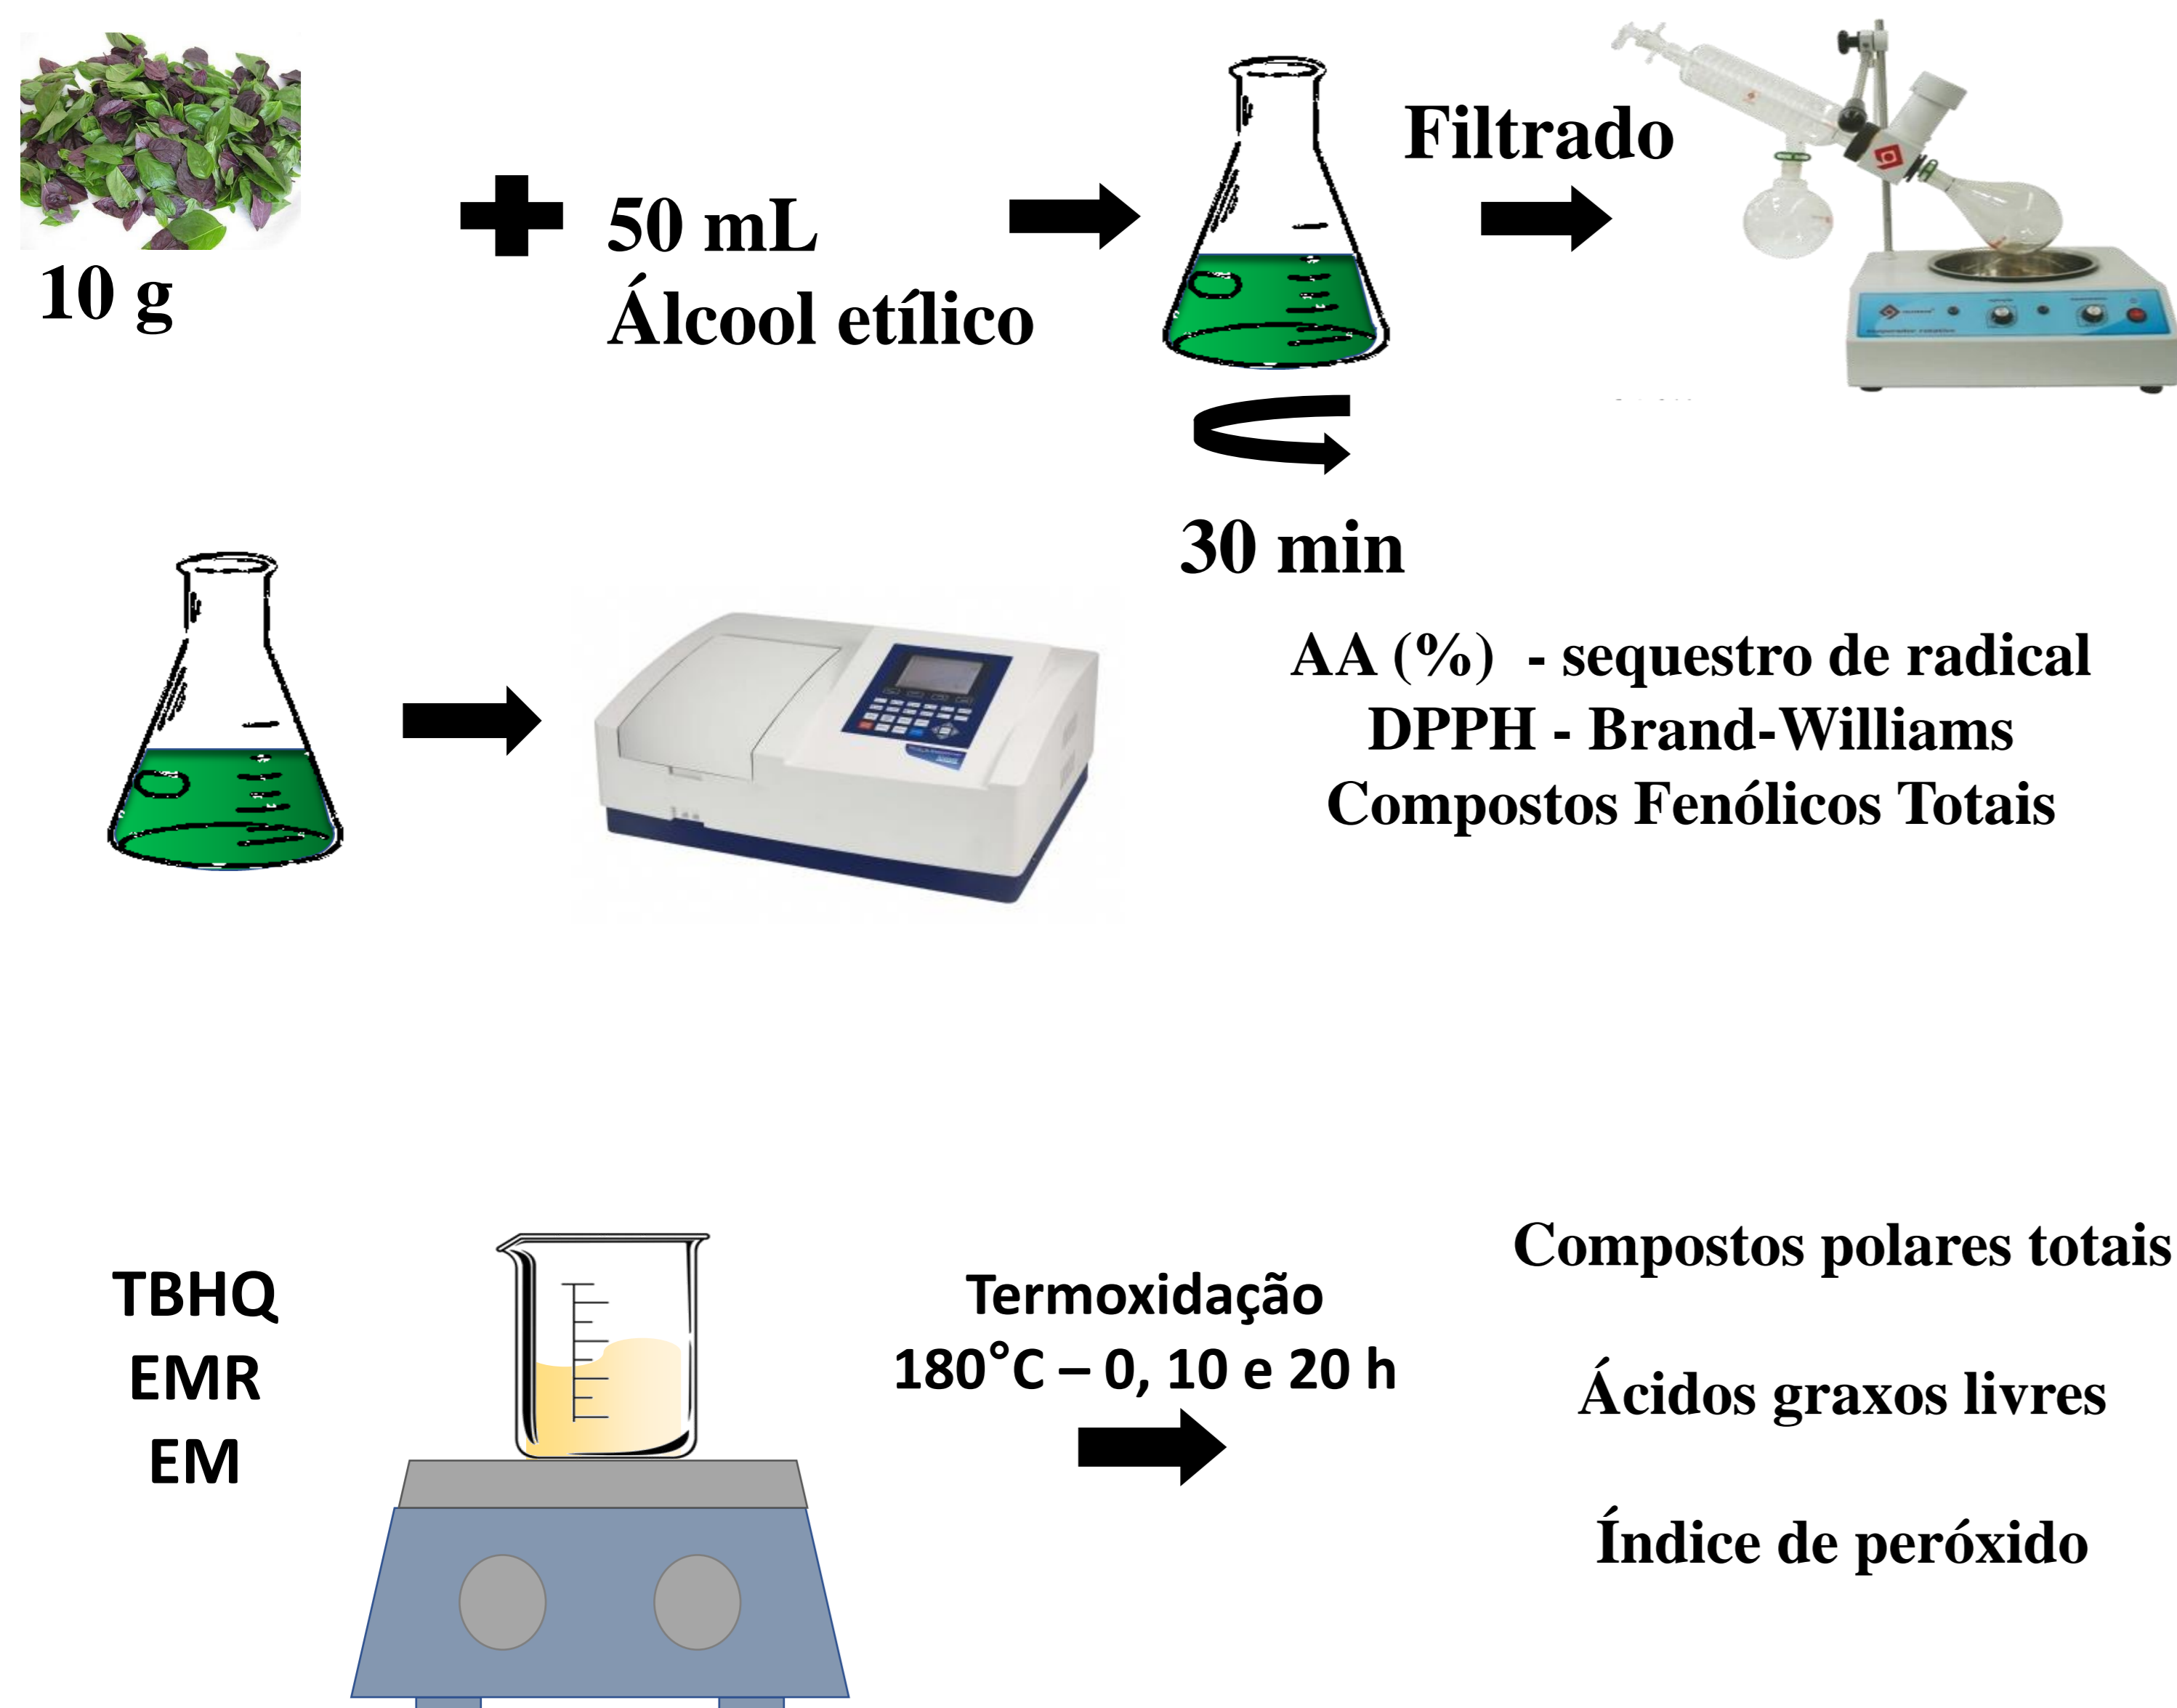 10 g
50 mL
Álcool etílico
Filtrado
30 min
AA (%) - sequestro de radical
DPPH - Brand-Williams
Compostos Fenólicos Totais
TBHQ
EMR
EM
Termoxidação
180°C – 0, 10 e 20 h
Compostos polares totais
Ácidos graxos livres
Índice de peróxido